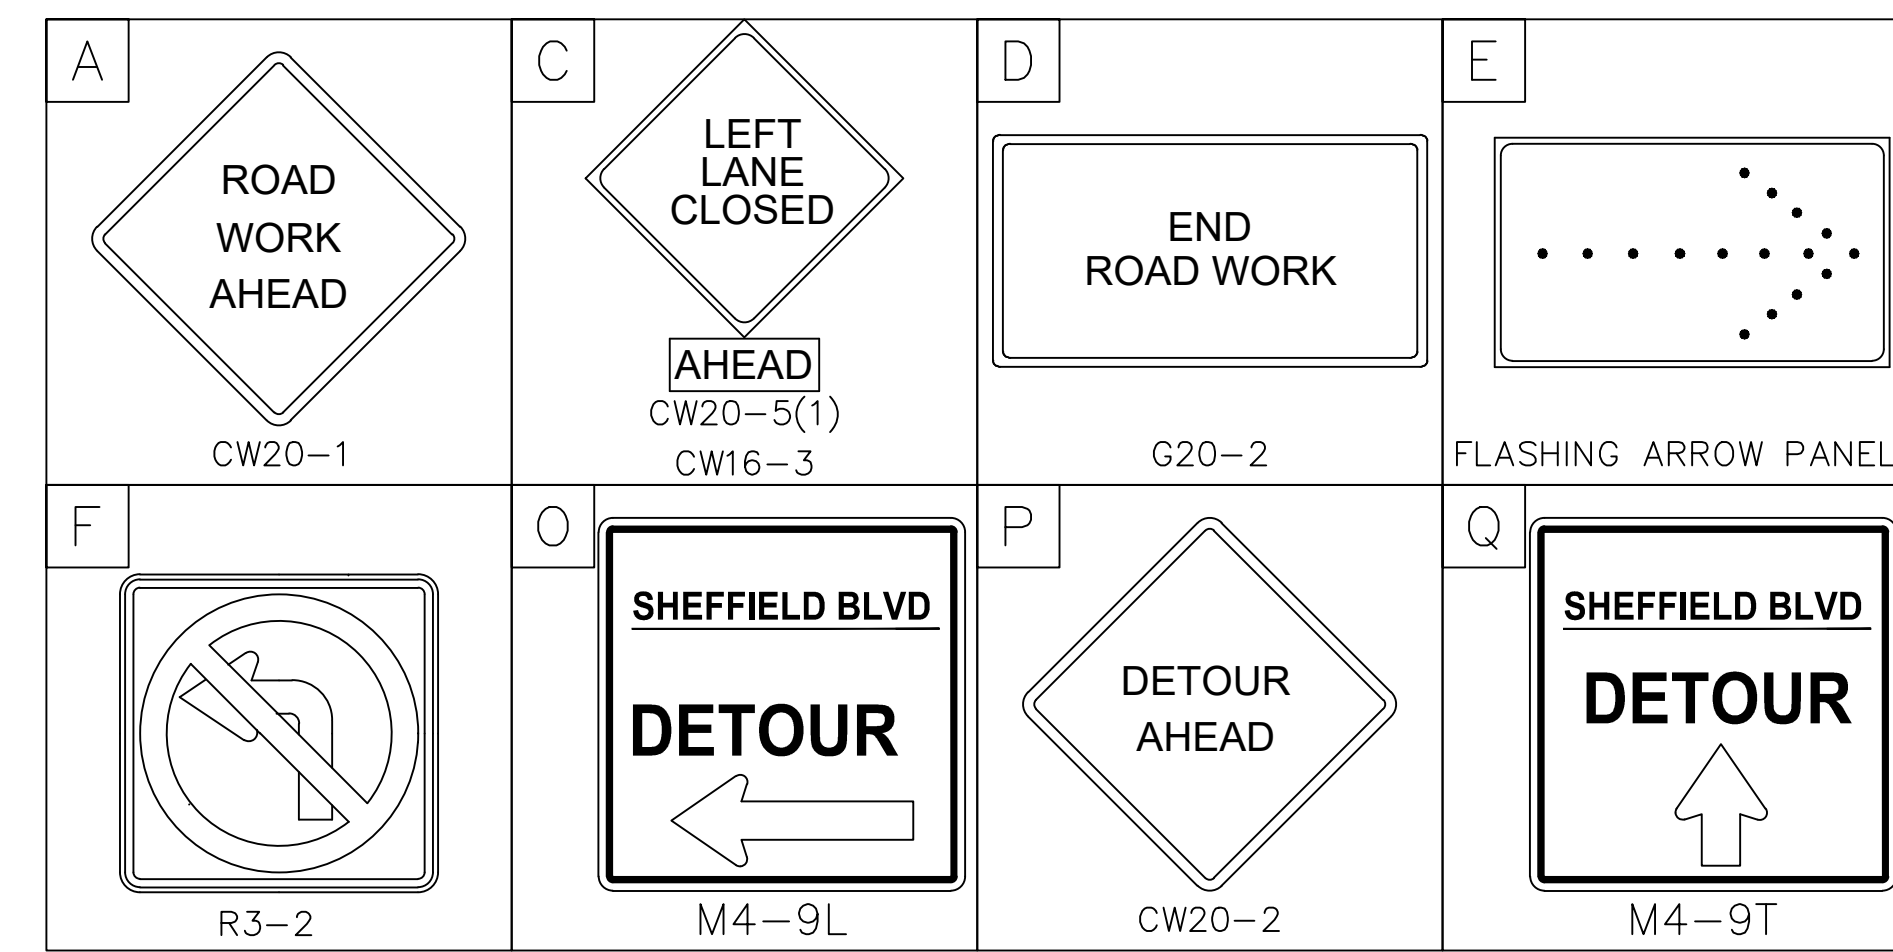 A
ROAD
WORK
AHEAD
CW20-1
C
LEFT
LANE
CLOSED
AHEAD
CW20-5(1)
CW16-3
D
END
ROAD WORK
G20-2
E
FLASHING ARROW PANEL
F
R3-2
O
SHEFFIELD BLVD
DETOUR
M4-9L
P
DETOUR
AHEAD
CW20-2
Q
SHEFFIELD BLVD
DETOUR
M4-9T